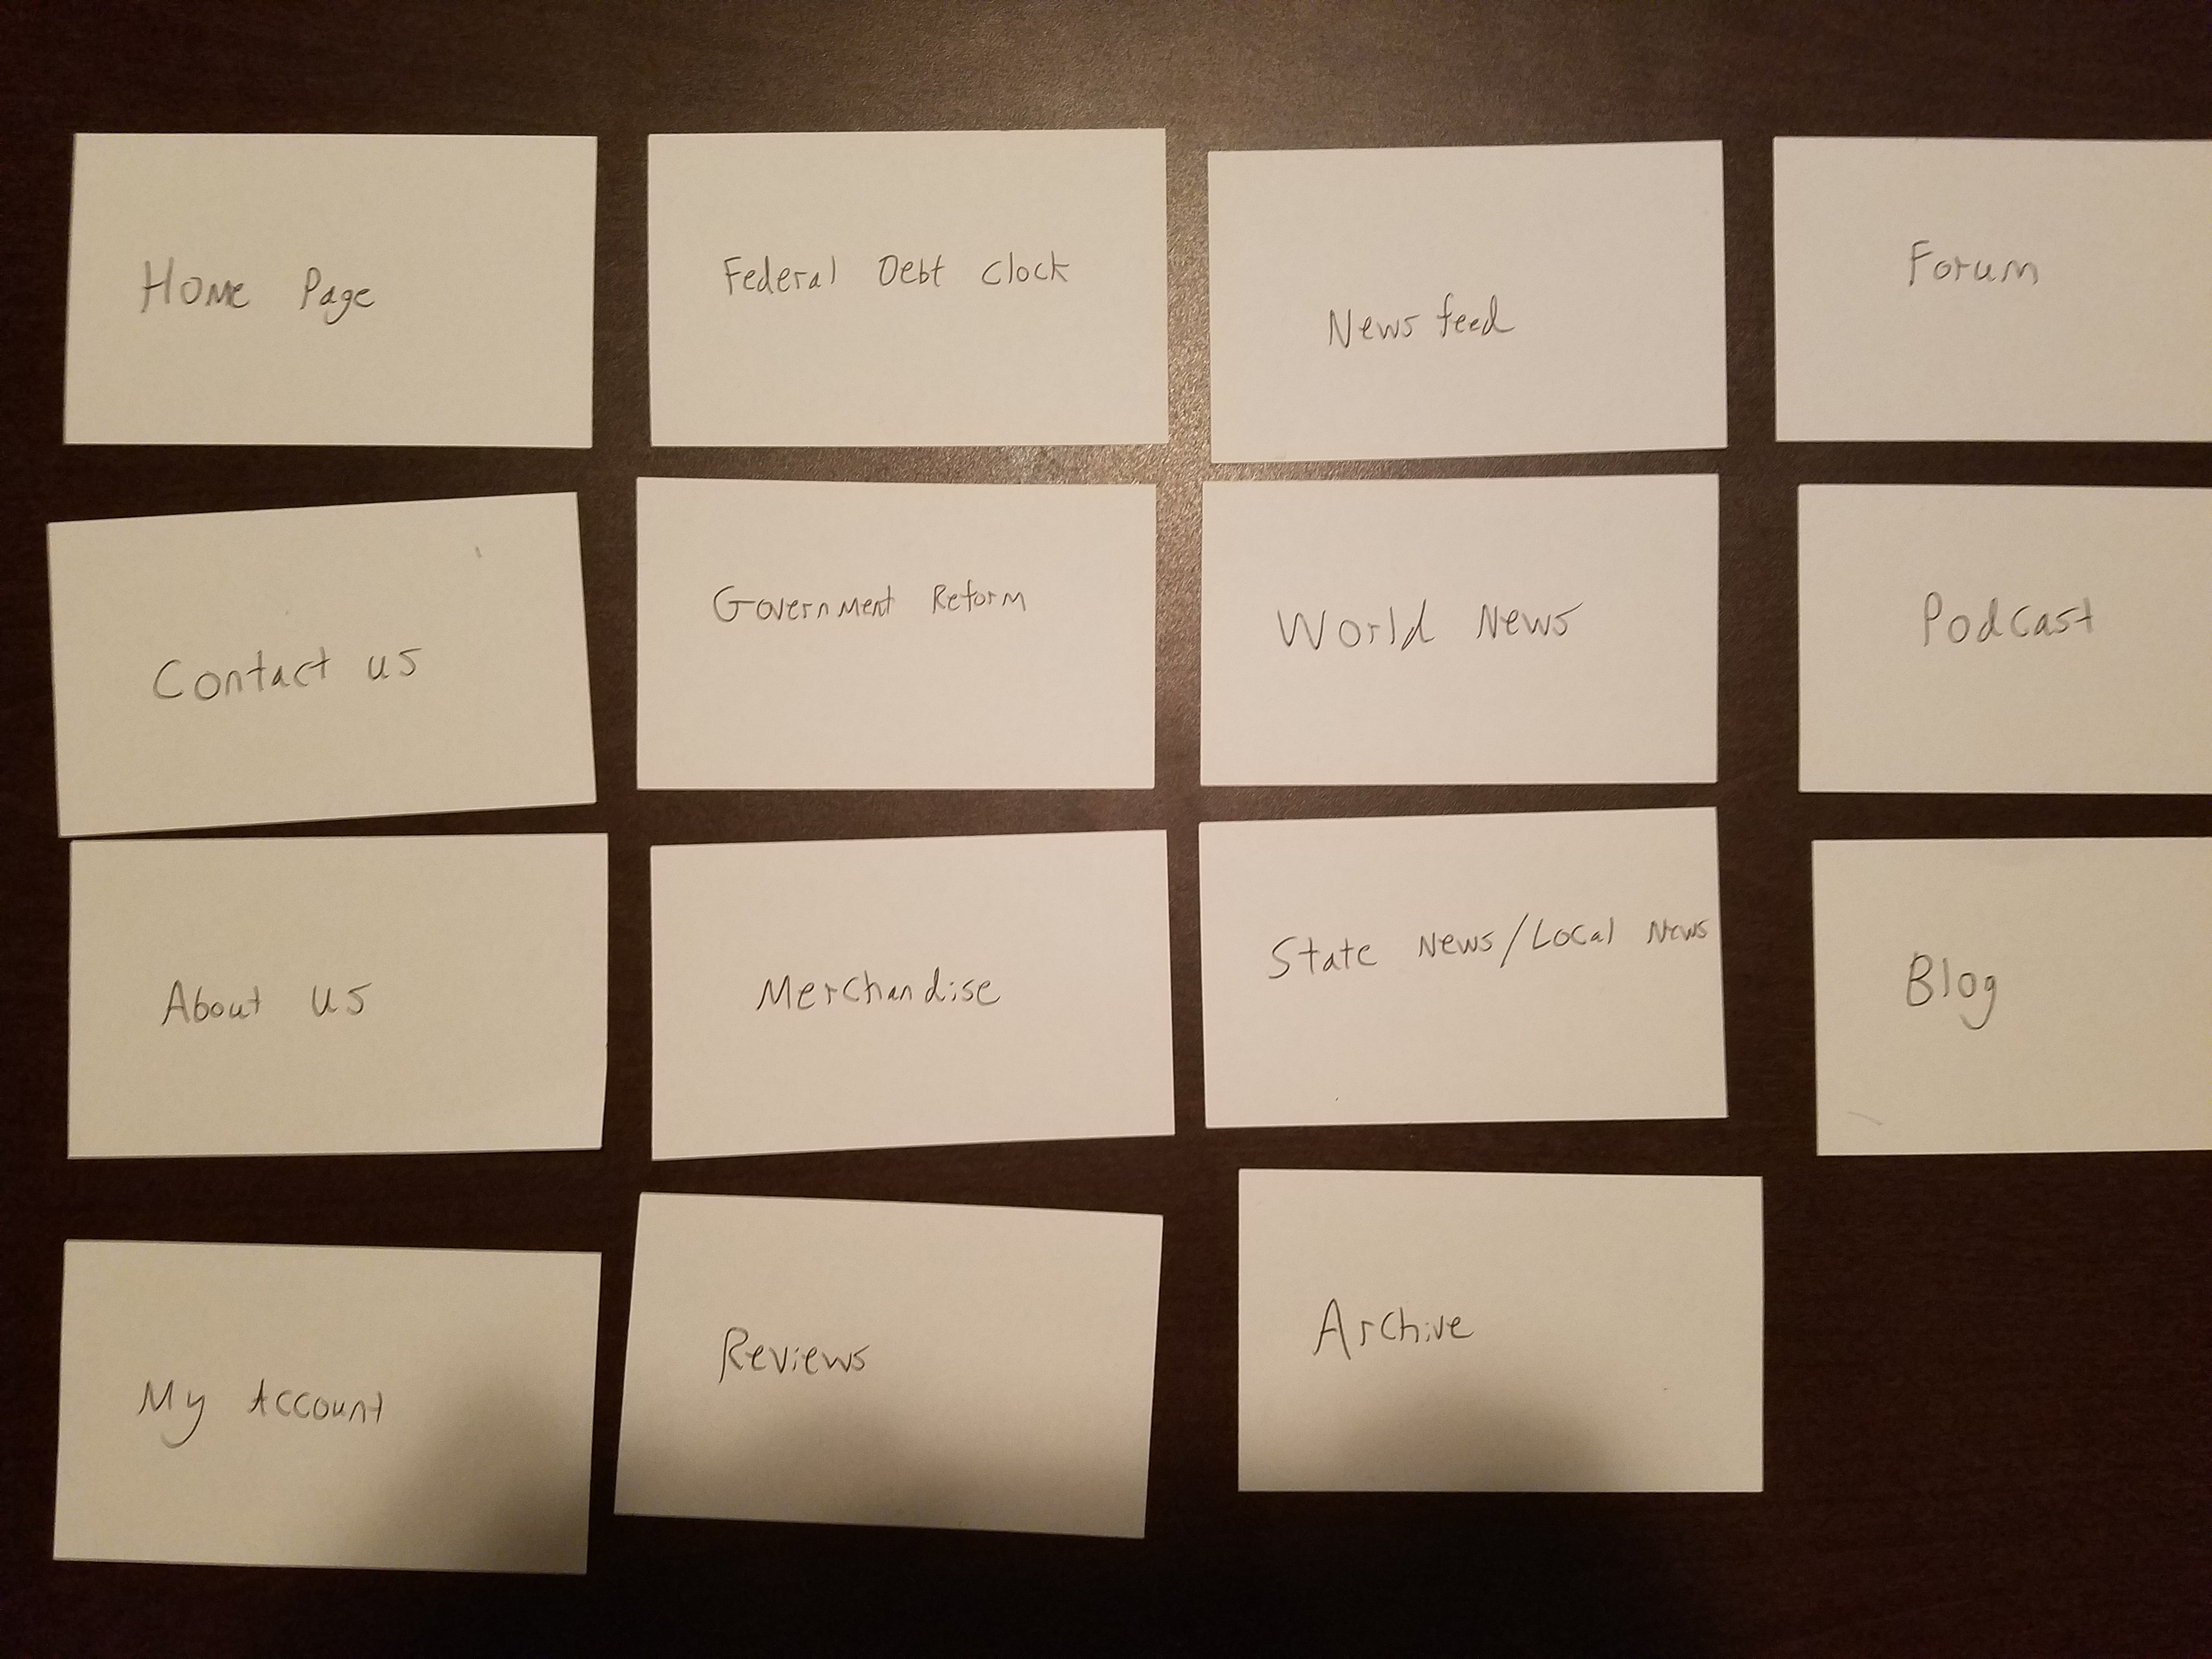 Home Page
Federal Debt Clock
News feed
Forum
Contact us
Government Reform
World News
Podcast
About us
Merchandise
State News/Local News
Blog
My Account
Reviews
Archive